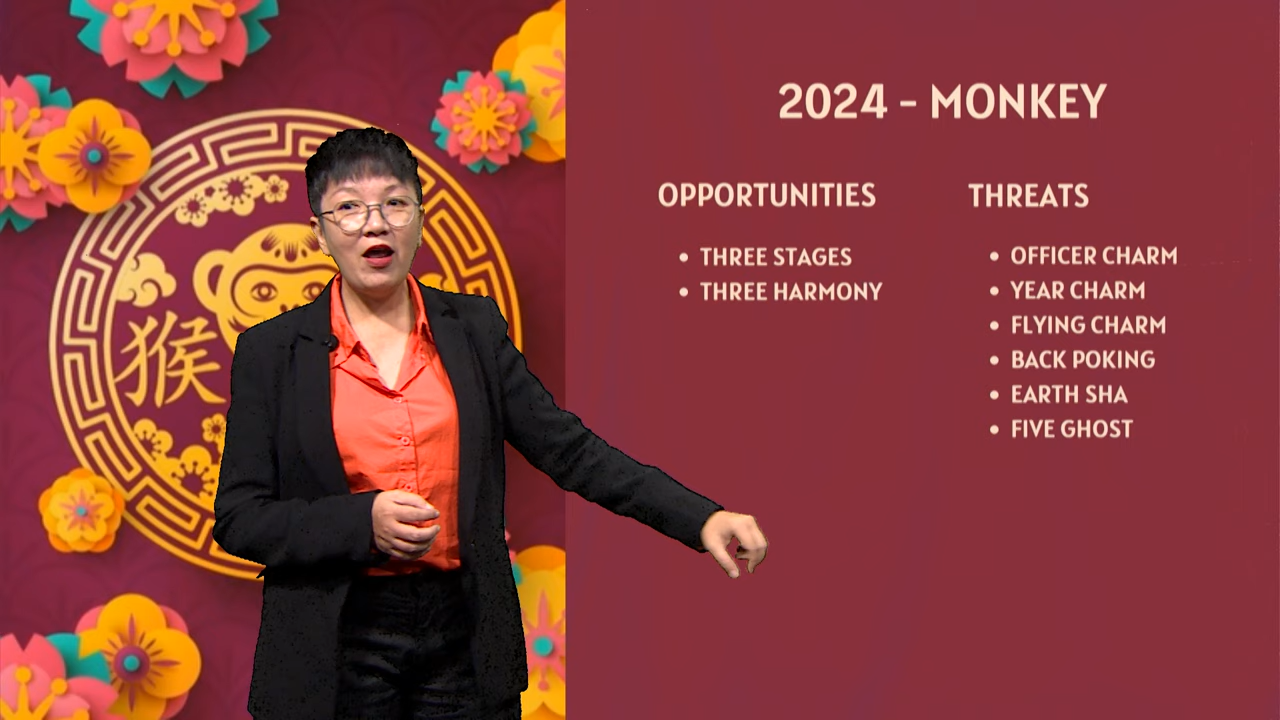 猴
2024 - MONKEY
OPPORTUNITIES
• THREE STAGES
• THREE HARMONY
THREATS
• OFFICER CHARM
• YEAR CHARM
• FLYING CHARM
• BACK POKING
• EARTH SHA
• FIVE GHOST